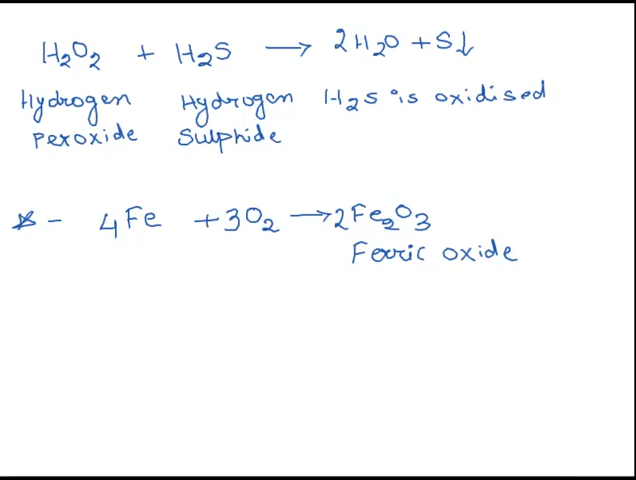 H₂O₂ + H₂S → 2H₂O + S↓
Hydrogen Hydrogen H₂S is oxidised
Peroxide Sulphide
- 4Fe + 3O₂ → 2Fe₂O₃
Ferric oxide